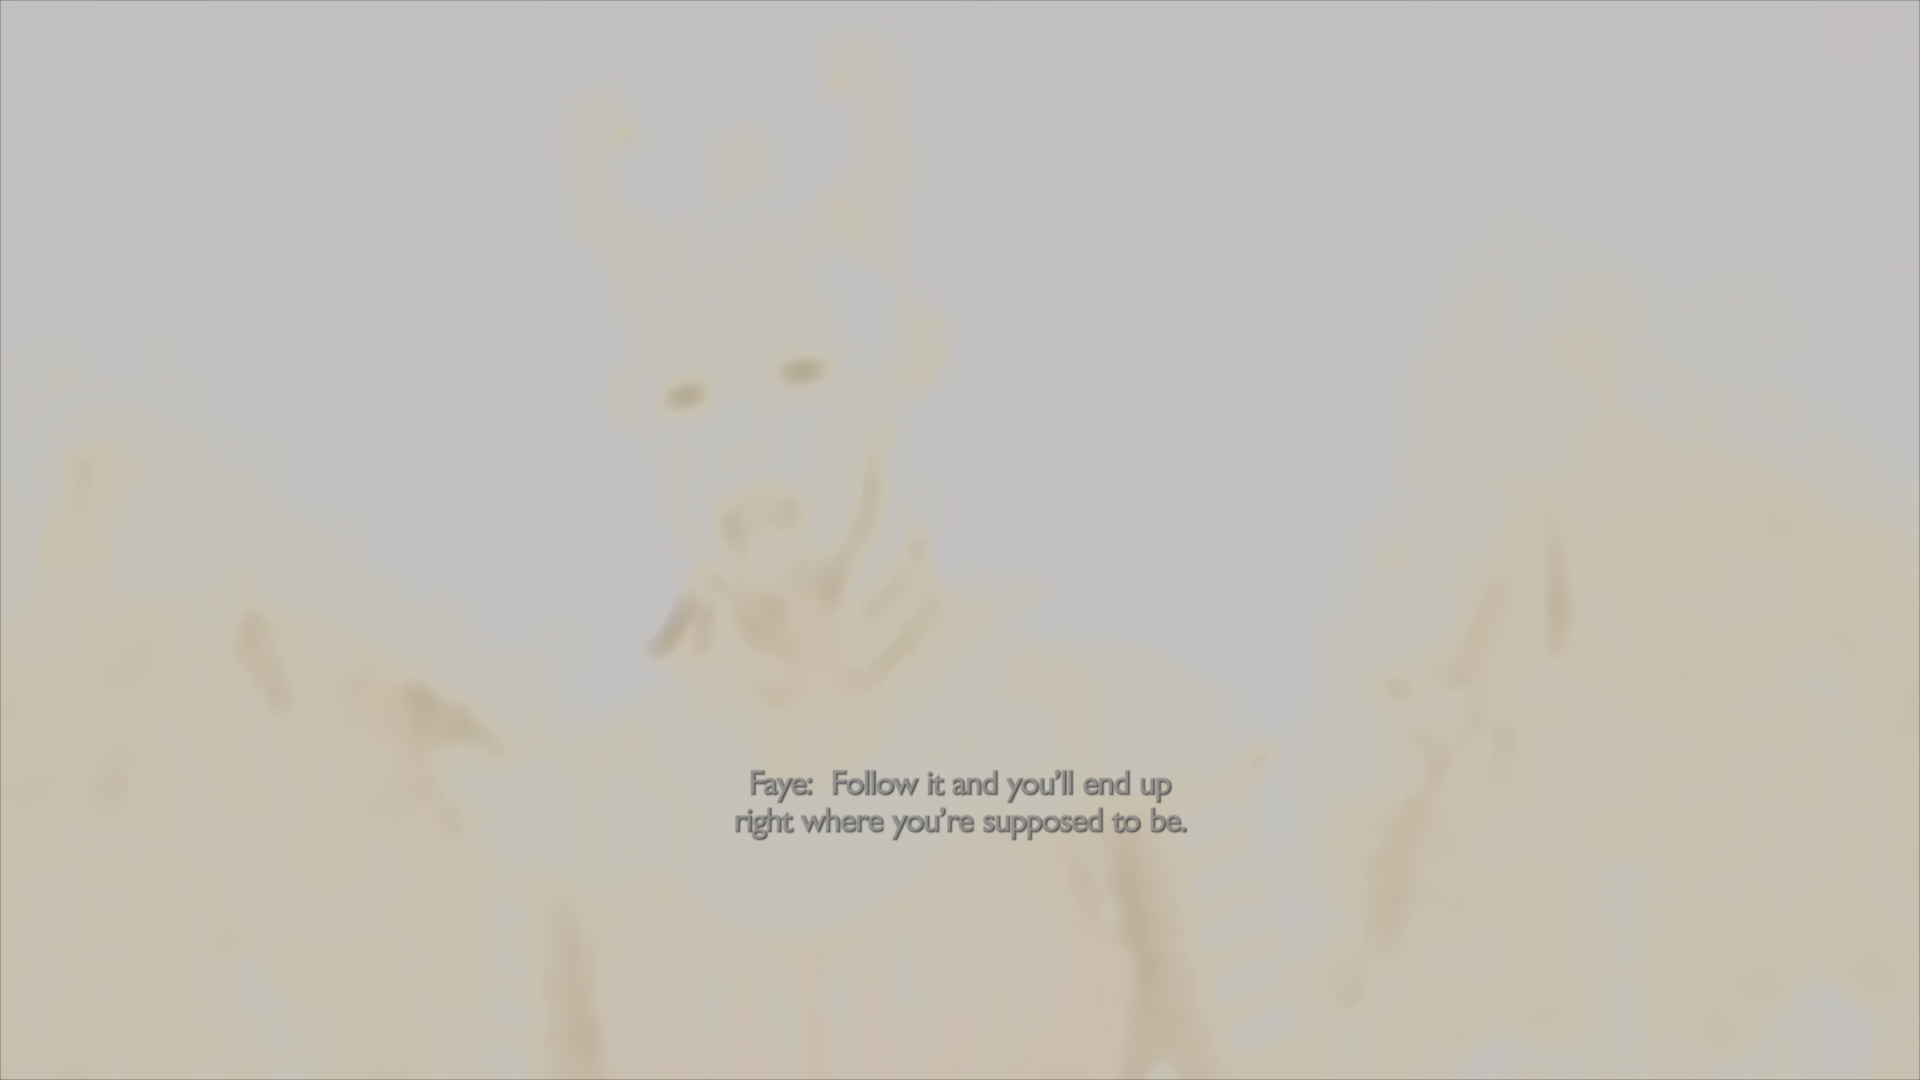 Faye:  Follow it and you’ll end up
right where you’re supposed to be.